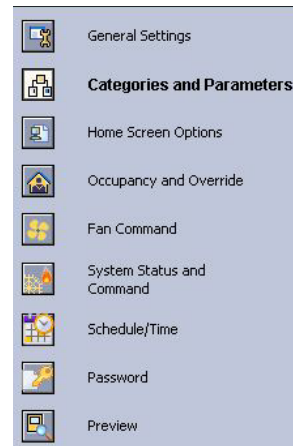 General Settings
Categories and Parameters
Home Screen Options
Occupancy and Override
Fan Command
System Status and
Command
Schedule/Time
Password
Preview